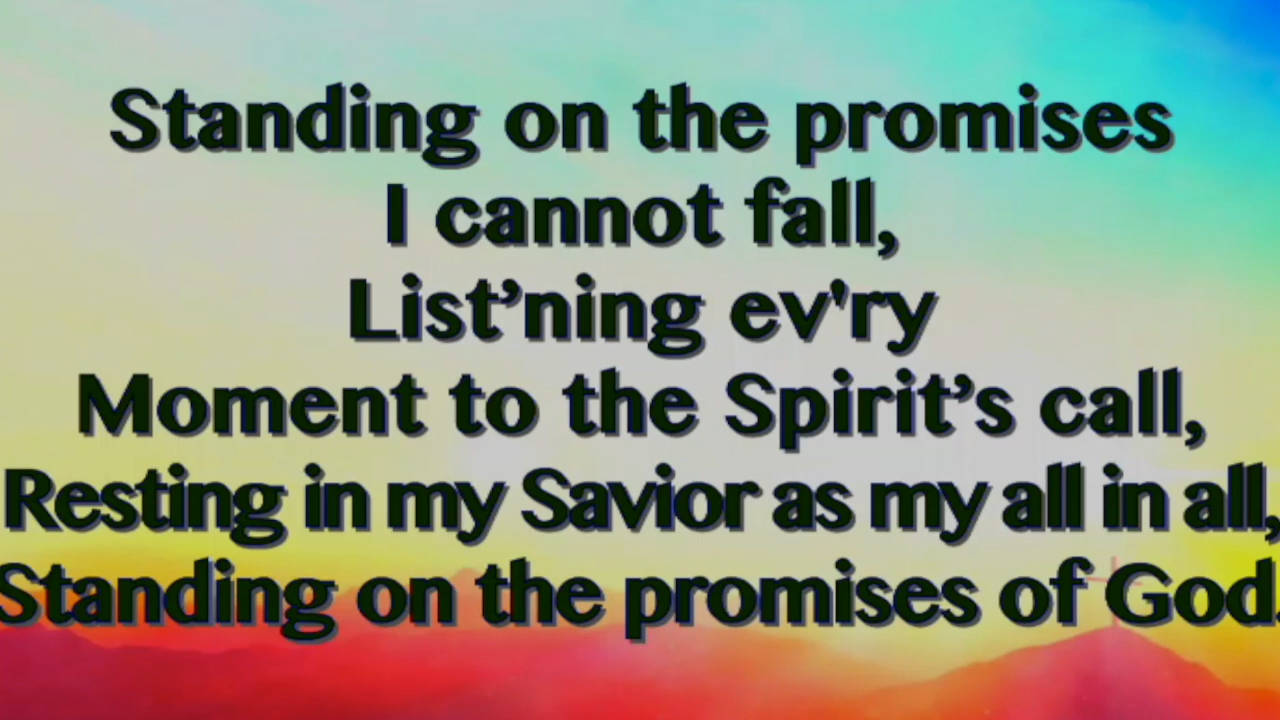 Standing on the promises
I cannot fall,
List’ning ev'ry
Moment to the Spirit’s call,
Resting in my Savior as my all in all,
Standing on the promises of God.